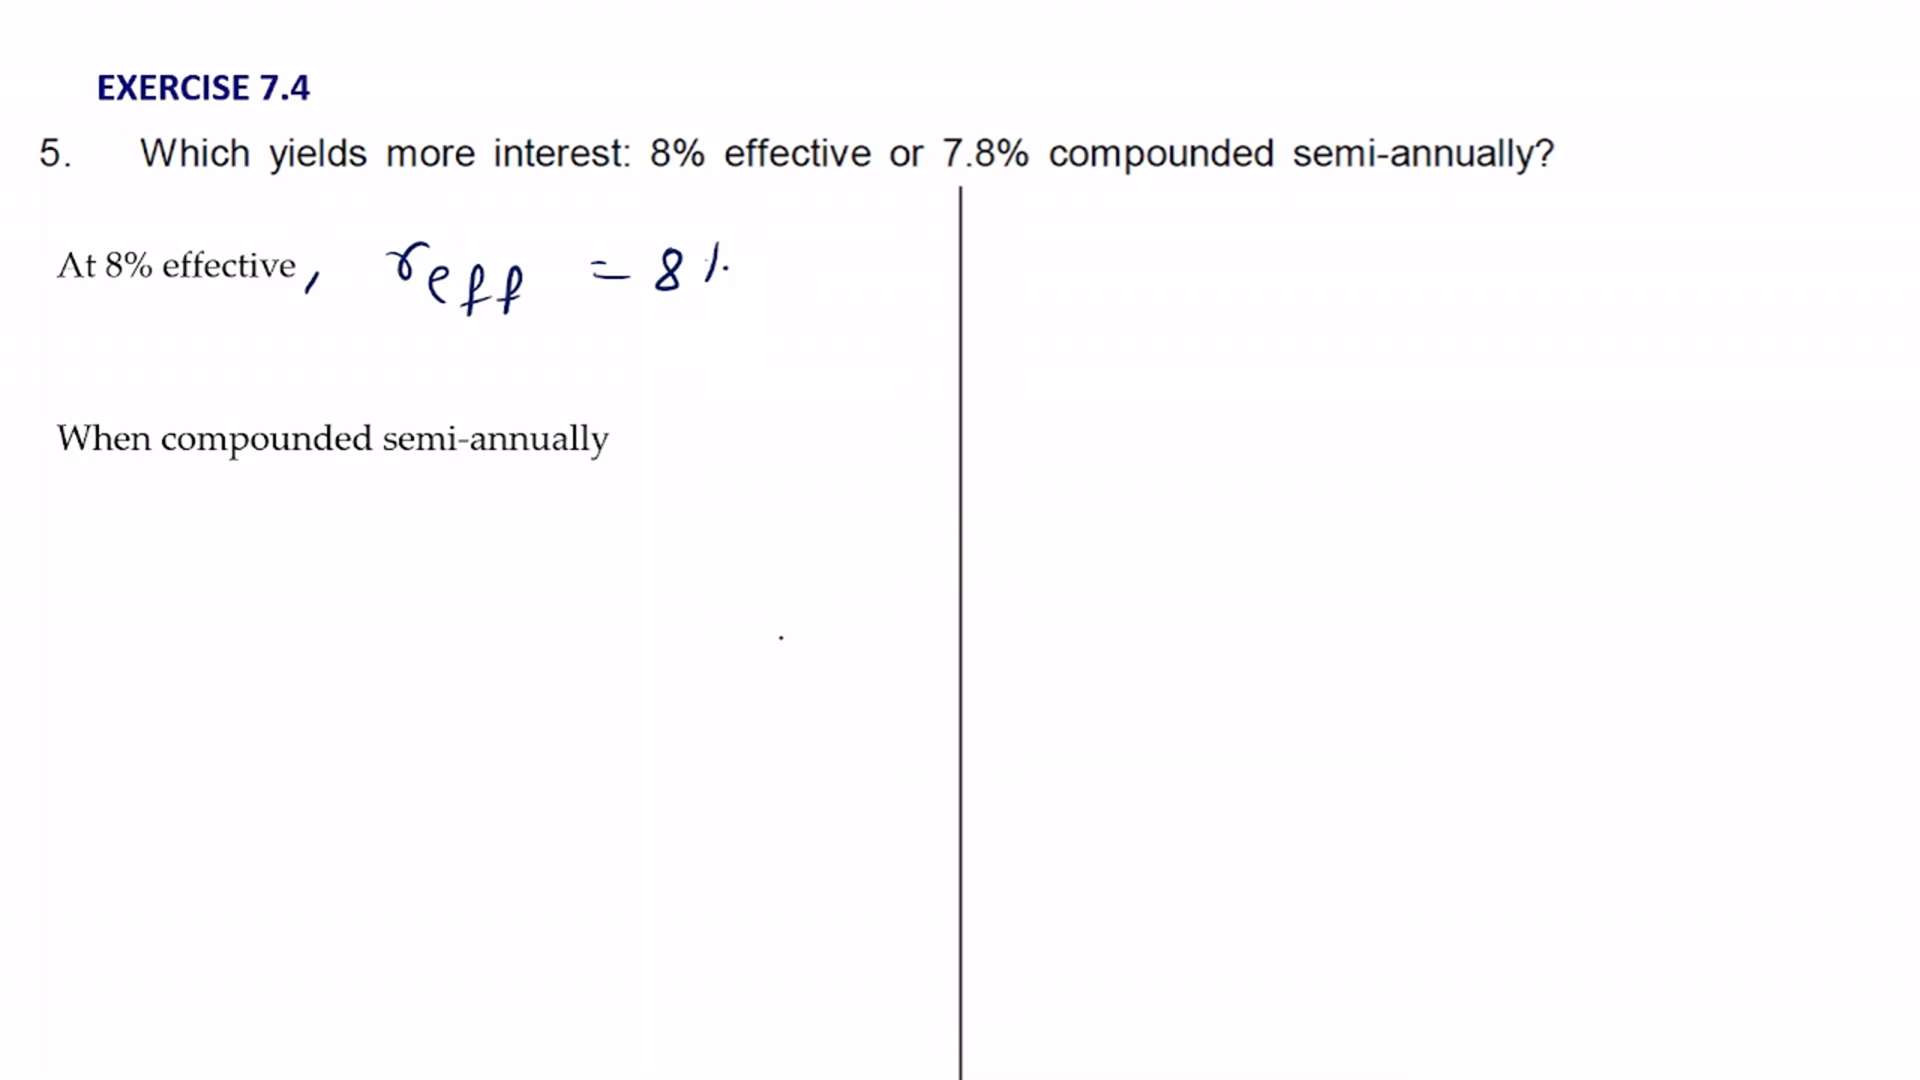 EXERCISE 7.4
5. Which yields more interest: 8% effective or 7.8% compounded semi-annually?
At 8% effective, r eff = 8%
When compounded semi-annually